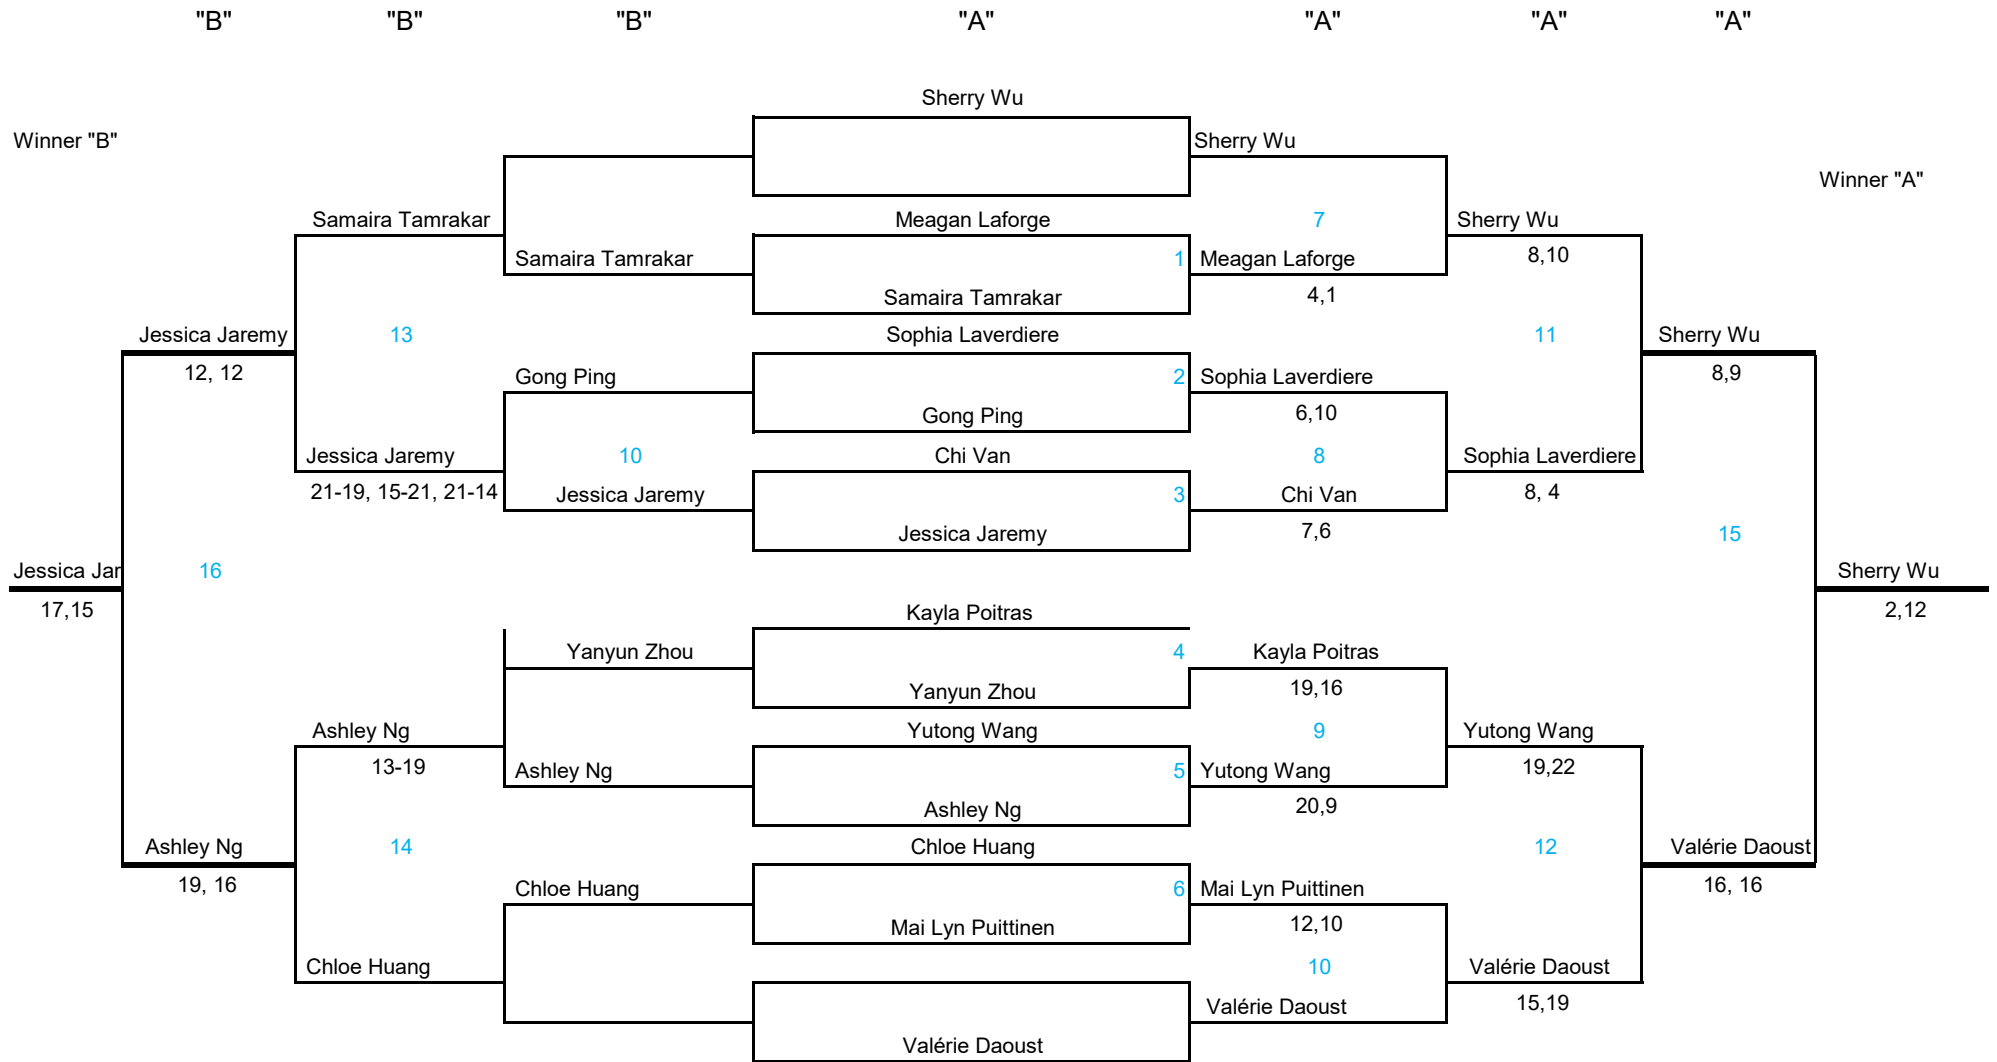 "B" "B" "B" "A" "A" "A" "A"
Sherry Wu
Winner "B" Sherry Wu
Winner "A"
Samaira Tamrakar Meagan Laforge 7 Sherry Wu
Samaira Tamrakar 1 Meagan Laforge 8,10
Samaira Tamrakar 4,1
Jessica Jaremy 13 Sophia Laverdiere 11 Sherry Wu
12, 12 Gong Ping 2 Sophia Laverdiere 8,9
Gong Ping 6,10
Jessica Jaremy 10 Chi Van 8 Sophia Laverdiere
21-19, 15-21, 21-14 Jessica Jaremy 3 Chi Van 8, 4
Jessica Jaremy 7,6 15
Jessica Jar 16 Sherry Wu
17,15 Kayla Poitras 2,12
Yanyun Zhou 4 Kayla Poitras
Yanyun Zhou 19,16
Ashley Ng Yutong Wang 9 Yutong Wang
13-19 Ashley Ng 5 Yutong Wang 19,22
Ashley Ng 20,9
Ashley Ng 14 Chloe Huang 12 Valérie Daoust
19, 16 Chloe Huang 6 Mai Lyn Puittinen 16, 16
Mai Lyn Puittinen 12,10
Chloe Huang 10 Valérie Daoust
Valérie Daoust 15,19
Valérie Daoust